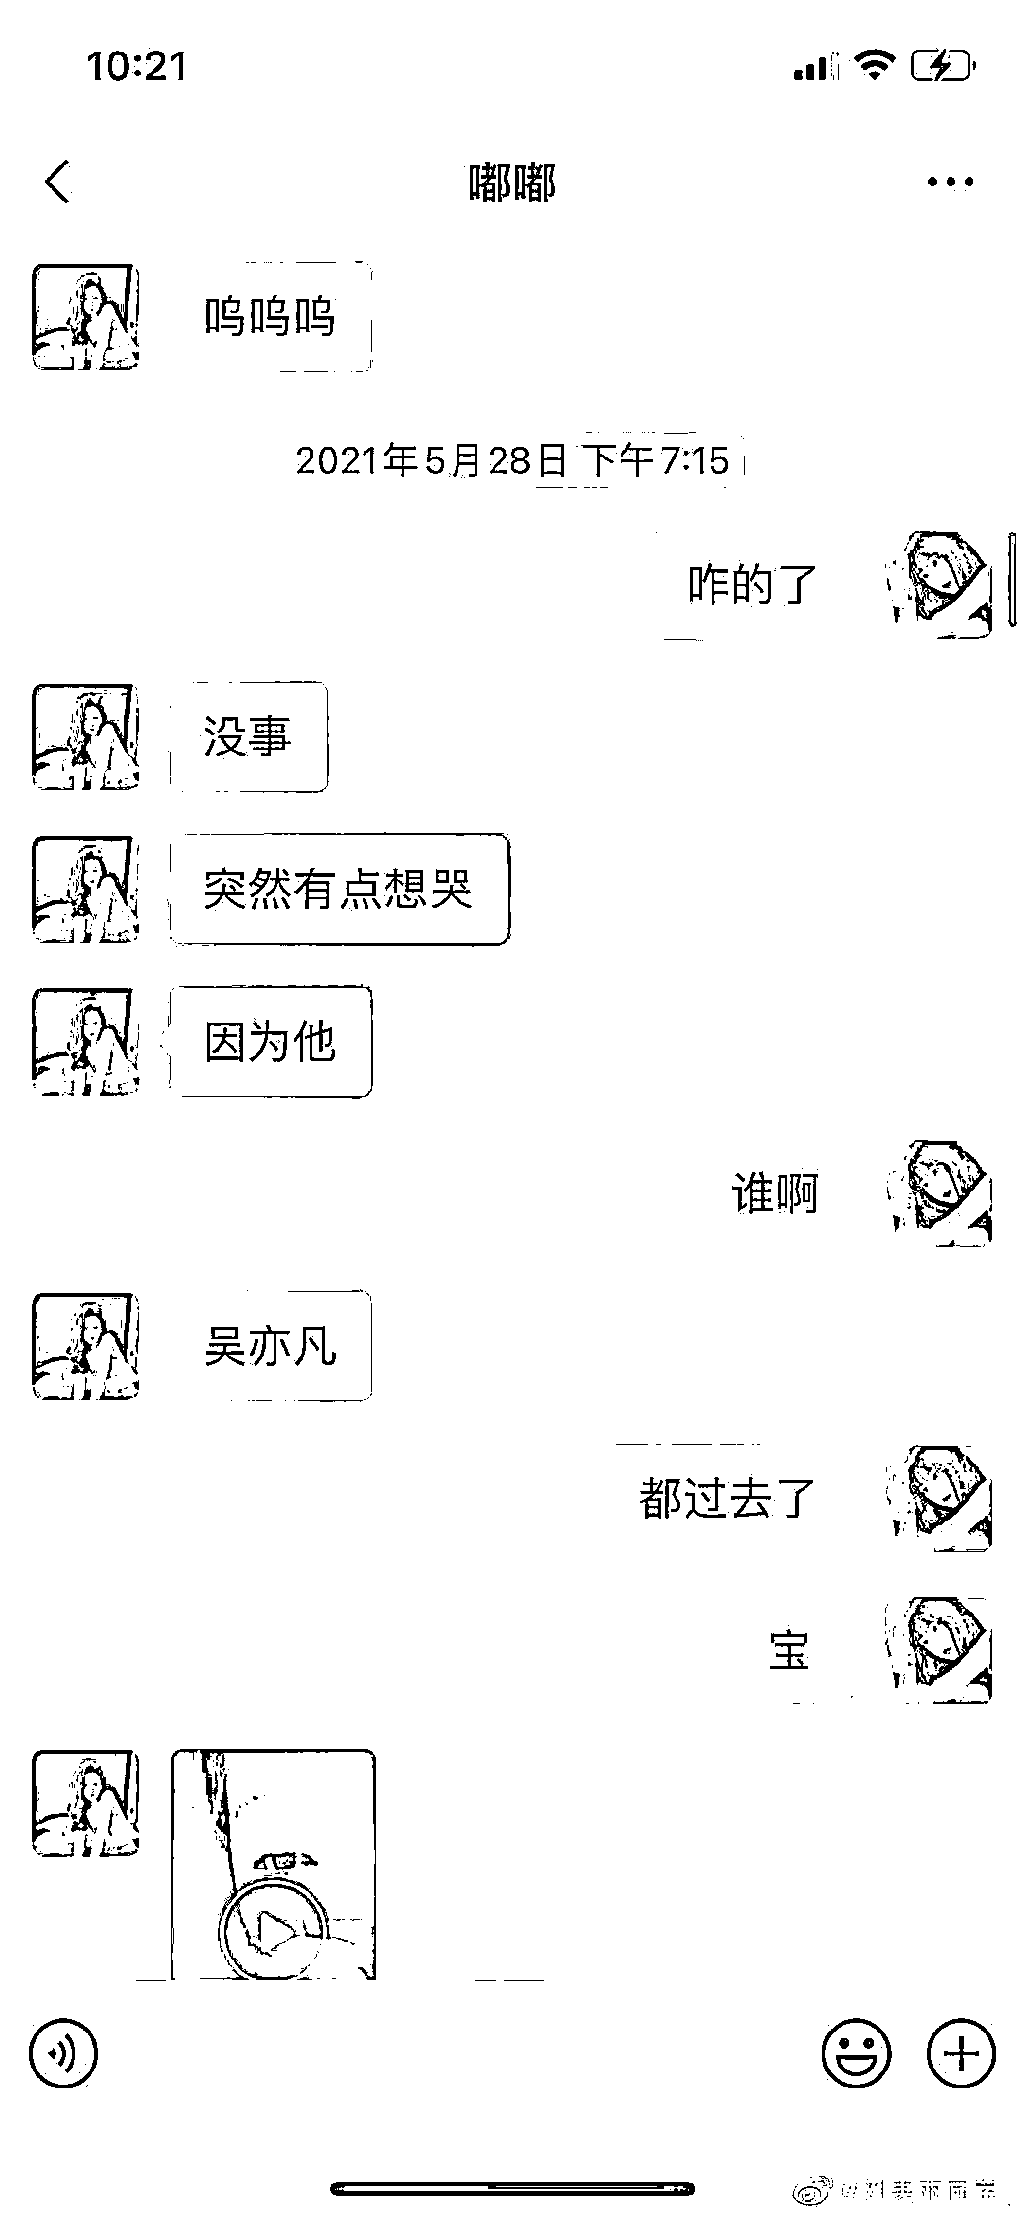 10:21
嘟嘟
呜呜呜
2021年5月28日 下午7:15
咋的了
没事
突然有点想哭
因为他
谁啊
吴亦凡
都过去了
宝